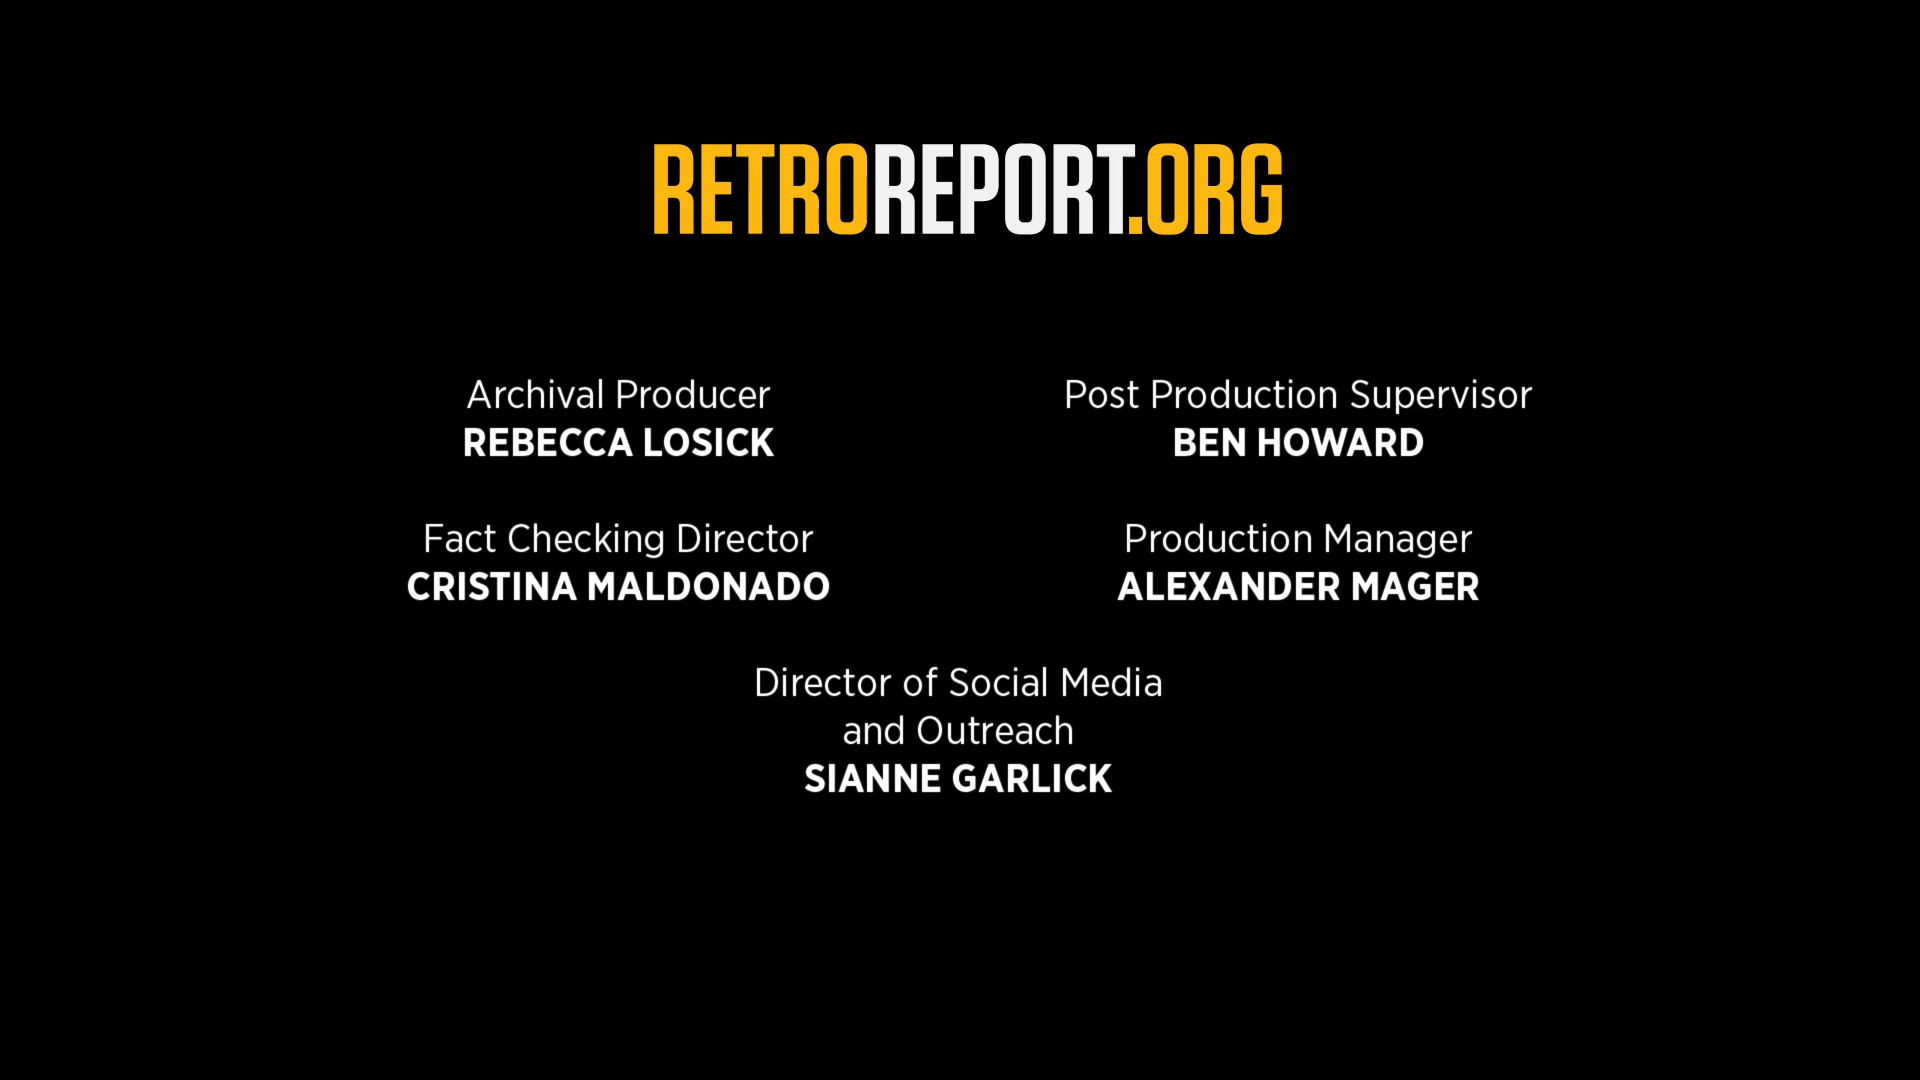 RETROREPORT.ORG
Archival Producer
REBECCA LOSICK
Post Production Supervisor
BEN HOWARD
Fact Checking Director
CRISTINA MALDONADO
Production Manager
ALEXANDER MAGER
Director of Social Media
and Outreach
SIANNE GARLICK